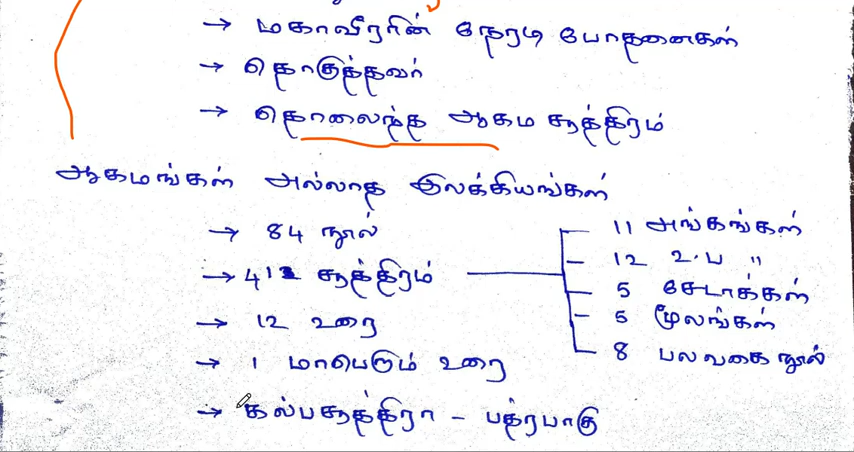 → மகாவீரரின் நேரடி போதனைகள்
→ தொகுத்தவர்
→ தொலைந்த ஆகம சூத்திரம்
ஆகமங்கள் அல்லாத இலக்கியங்கள்
→ 84 நூல்
→ 41 சூத்திரம்
11 அங்கங்கள்
12 உ.ப "
5 சேடாக்கள்
5 மூலங்கள்
8 பலவகை நூல்
→ 12 உரை
→ 1 மாபெரும் உரை
→ கல்பசூத்திரா - பத்ரபாகு